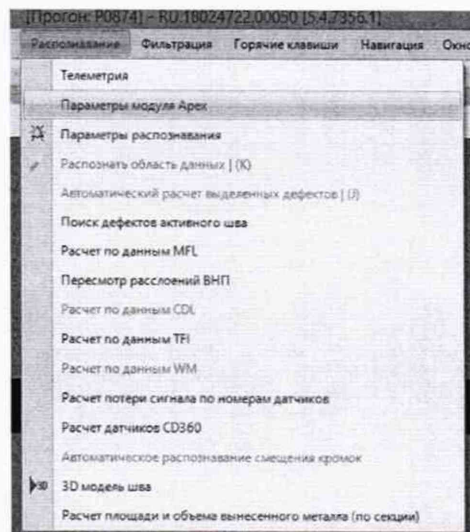 [Прогон: P0874] - RU.18024722.00050 [5.4.7356.1]
Распознавание Фильтрация Горячие клавиши Навигация Окно
Телеметрия
Параметры модуля Apex
Параметры распознавания
Распознать область данных | (K)
Автоматический расчет выделенных дефектов | (J)
Поиск дефектов активного шва
Расчет по данным MFL
Пересмотр расслоений ВНП
Расчет по данным CDL
Расчет по данным TFI
Расчет по данным WM
Расчет потери сигнала по номерам датчиков
Расчет датчиков CD360
Автоматическое распознавание смещения кромок
3D 3D модель шва
Расчет площади и объема вынесенного металла (по секции)